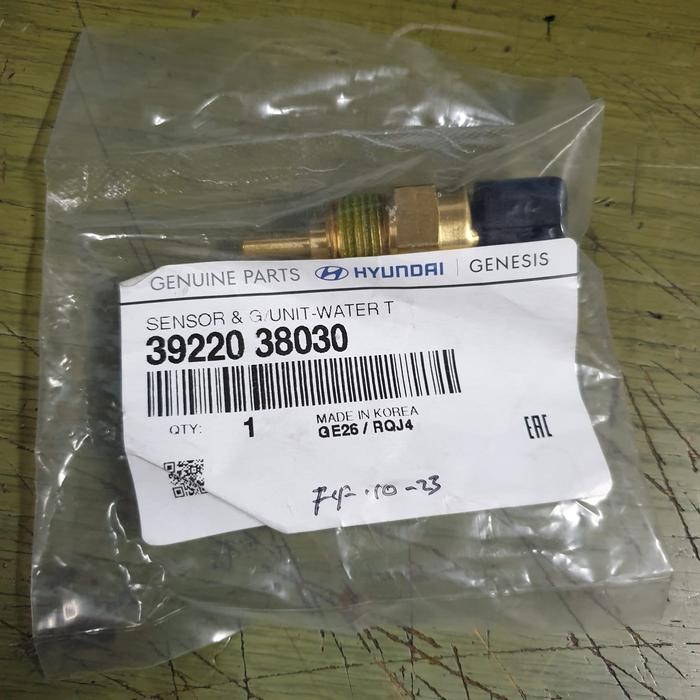 GENUINE PARTS HYUNDAI | GENESIS
SENSOR & G/UNIT-WATER T
39220 38030
QTY: 1 MADE IN KOREA
GE26 / RQJ4
EAC